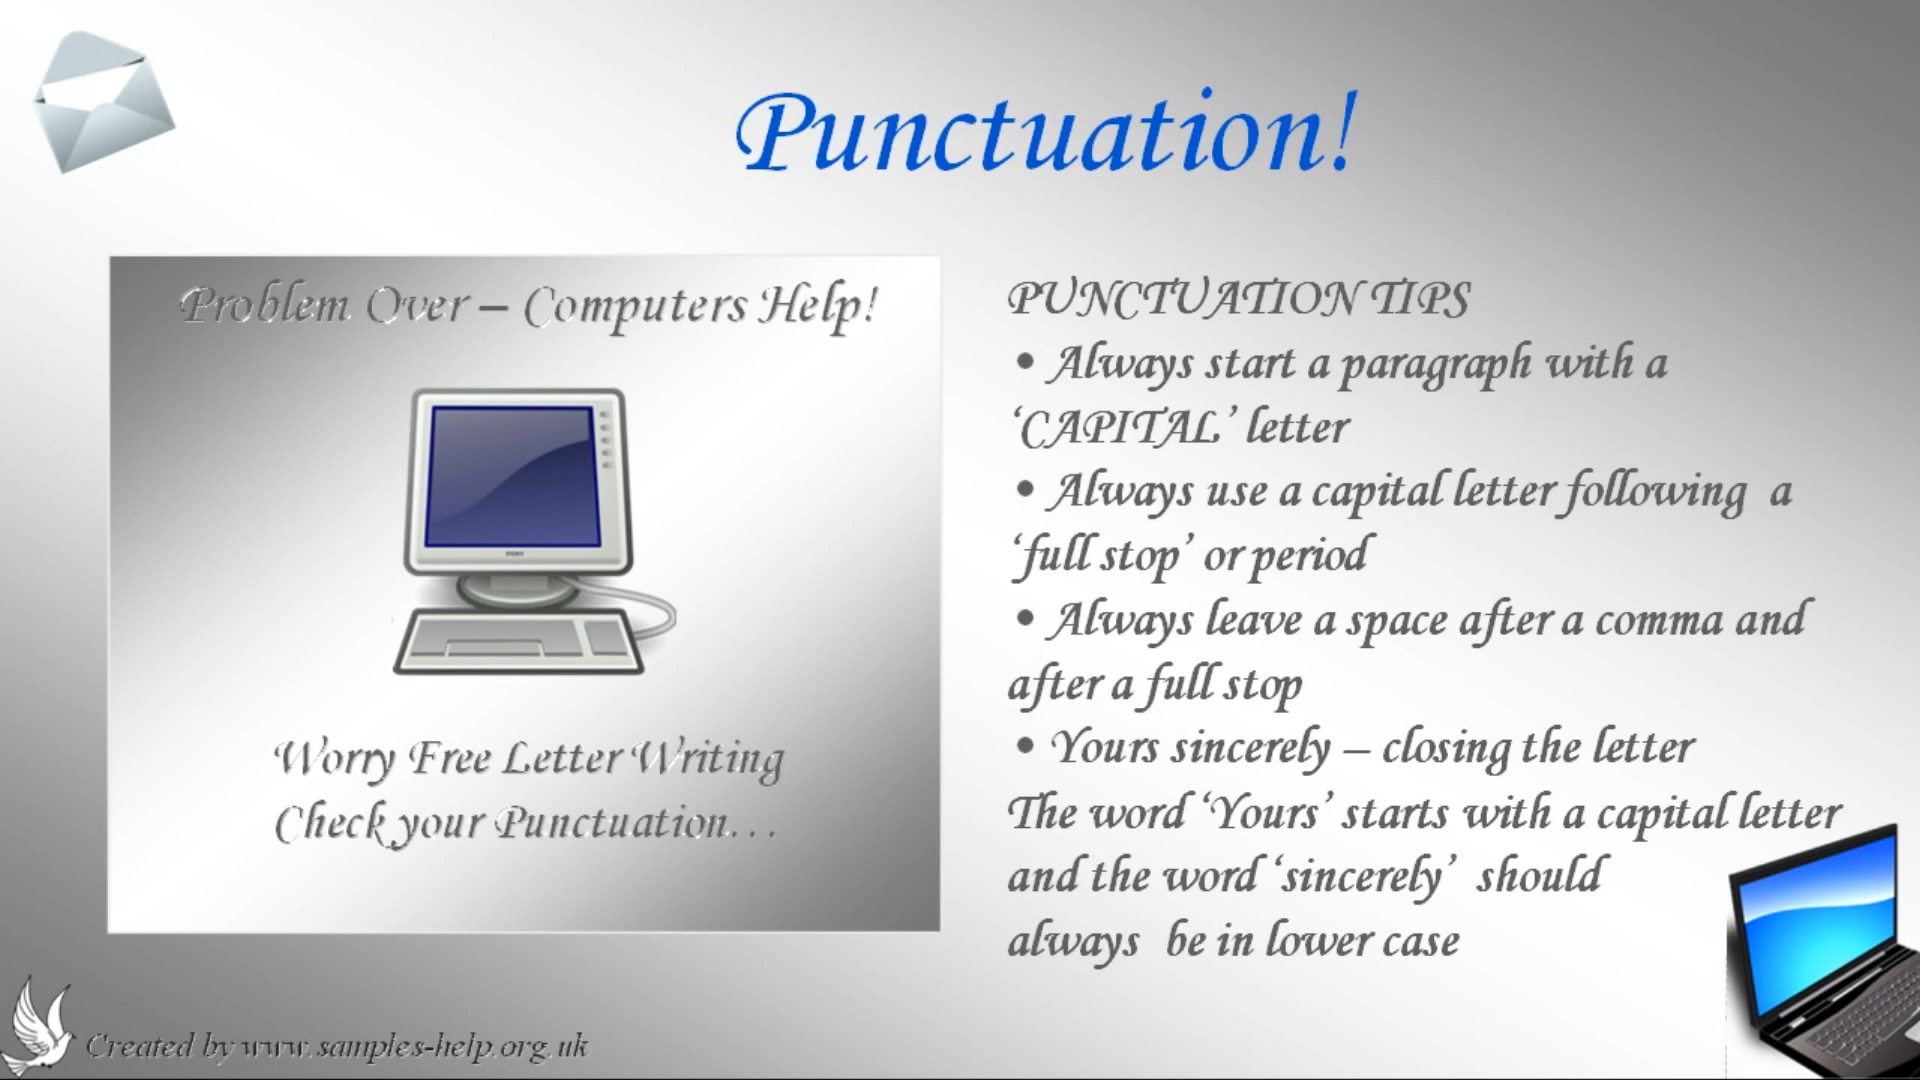 Punctuation!
Problem Over – Computers Help!
Worry Free Letter Writing
Check your Punctuation...
PUNCTUATION TIPS
• Always start a paragraph with a
‘CAPITAL’ letter
• Always use a capital letter following a
‘full stop’ or period
• Always leave a space after a comma and
after a full stop
• Yours sincerely – closing the letter
The word ‘Yours’ starts with a capital letter
and the word ‘sincerely’ should
always be in lower case
Created by www.samples-help.org.uk